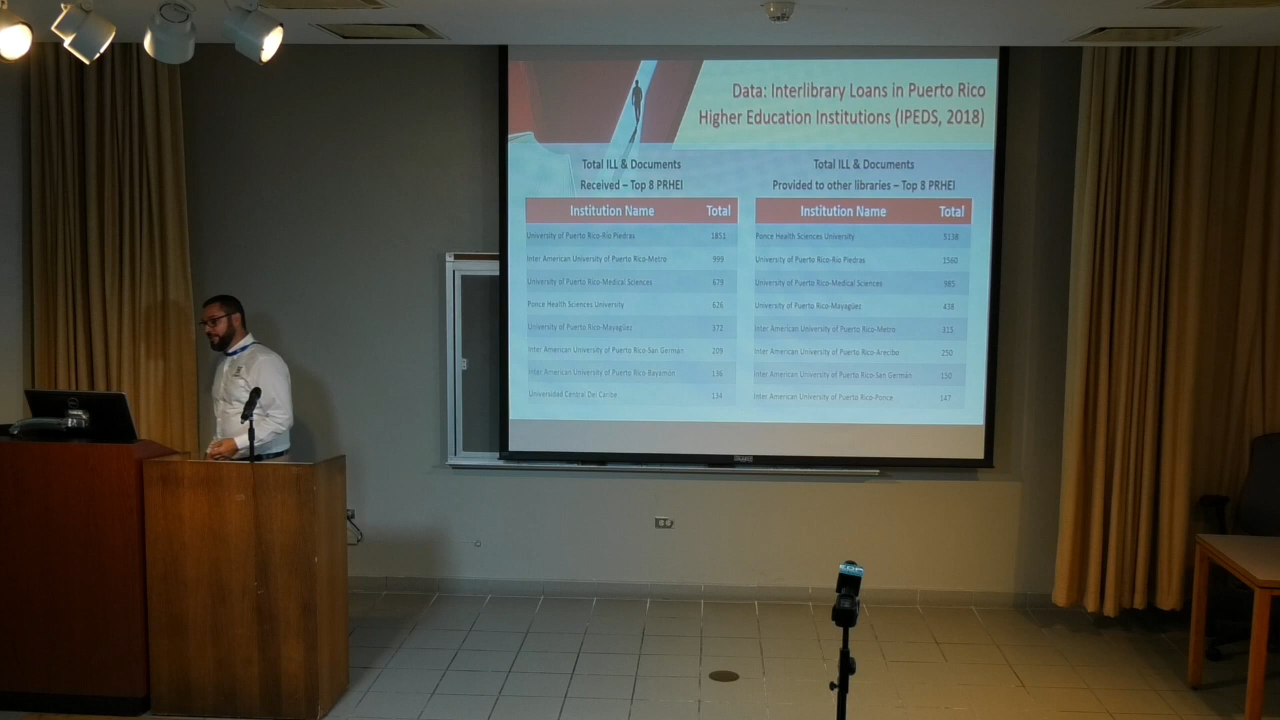 Data: Interlibrary Loans in Puerto Rico
Higher Education Institutions (IPEDS, 2018)
Total ILL & Documents
Received – Top 8 PRHEI
Institution Name Total
University of Puerto Rico-Río Piedras 1851
Inter American University of Puerto Rico-Metro 999
University of Puerto Rico-Medical Sciences 679
Ponce Health Sciences University 626
University of Puerto Rico-Mayagüez 372
Inter American University of Puerto Rico-San Germán 209
Inter American University of Puerto Rico-Bayamón 136
Universidad Central Del Caribe 134
Total ILL & Documents
Provided to other libraries – Top 8 PRHEI
Institution Name Total
Ponce Health Sciences University 5138
University of Puerto Rico-Río Piedras 1560
University of Puerto Rico-Medical Sciences 985
University of Puerto Rico-Mayagüez 438
Inter American University of Puerto Rico-Metro 315
Inter American University of Puerto Rico-Arecibo 250
Inter American University of Puerto Rico-San Germán 150
Inter American University of Puerto Rico-Ponce 147
DELL